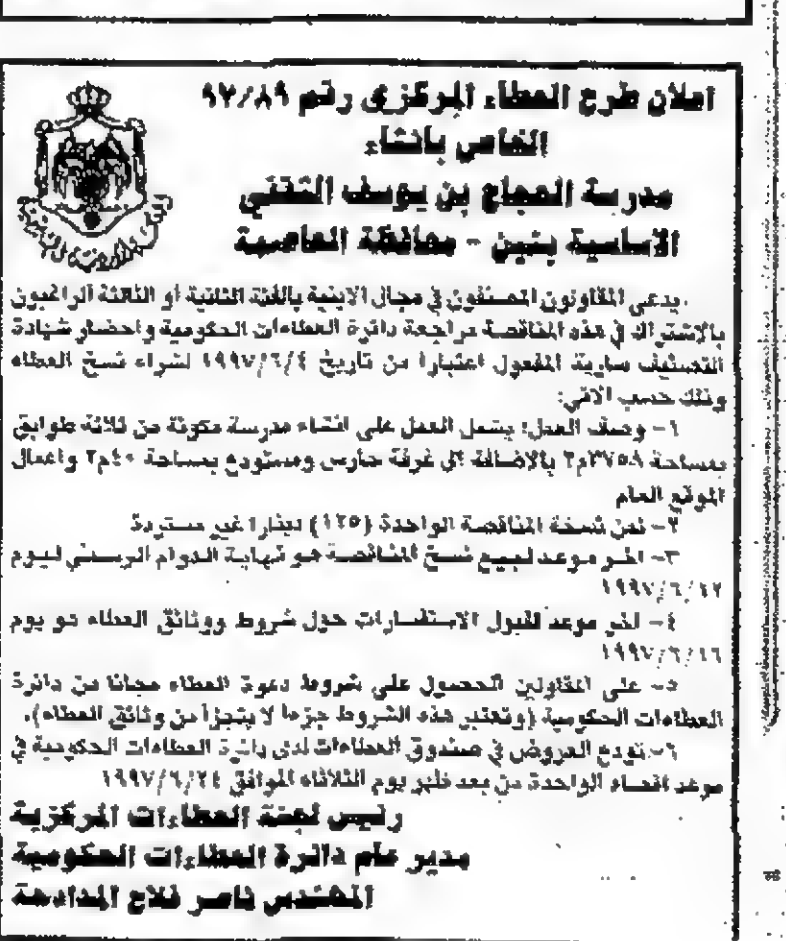 اعلان طرح العطاء المركزي رقم ٩٧/٨٩
الخاص بانشاء
مدرسة الحجاج بن يوسف الثقفي
الاساسية بنين - محافظة العاصمة
يدعى المقاولون المصنفون في مجال الابنية بالفئة الثانية أو الثالثة الراغبون
بالاشتراك في هذه المناقصة مراجعة دائرة العطاءات الحكومية واحضار شهادة
التصنيف سارية المفعول اعتبارا من تاريخ ١٩٩٧/٦/٤ لشراء نسخ العطاء
وذلك حسب الاتي:
١- وصف العمل: يشمل العمل على انشاء مدرسة مكونة من ثلاثة طوابق
بمساحة ٣٧٥٨م٢ بالاضافة الى غرفة حارس ومستودع بمساحة ٤٠م٢ واعمال
الموقع العام
٢- ثمن نسخة المناقصة الواحدة (١٢٥) دينارا غير مستردة
٣- اخر موعد لبيع نسخ المناقصة هو نهاية الدوام الرسمي ليوم
١٩٩٧/٦/١٢
٤- اخر موعد لقبول الاستفسارات حول شروط ووثائق العطاء هو يوم
١٩٩٧/٦/١٦
٥- على المقاولين الحصول على شروط دعوة العطاء مجانا من دائرة
العطاءات الحكومية (وتعتبر هذه الشروط جزءا لا يتجزأ من وثائق العطاء).
٦- تودع العروض في صندوق العطاءات لدى دائرة العطاءات الحكومية في
موعد اقصاه الواحدة من بعد ظهر يوم الثلاثاء الموافق ١٩٩٧/٦/٢٤
رئيس لجنة العطاءات المركزية
مدير عام دائرة العطاءات الحكومية
المهندس ناصر فلاح المدادحة